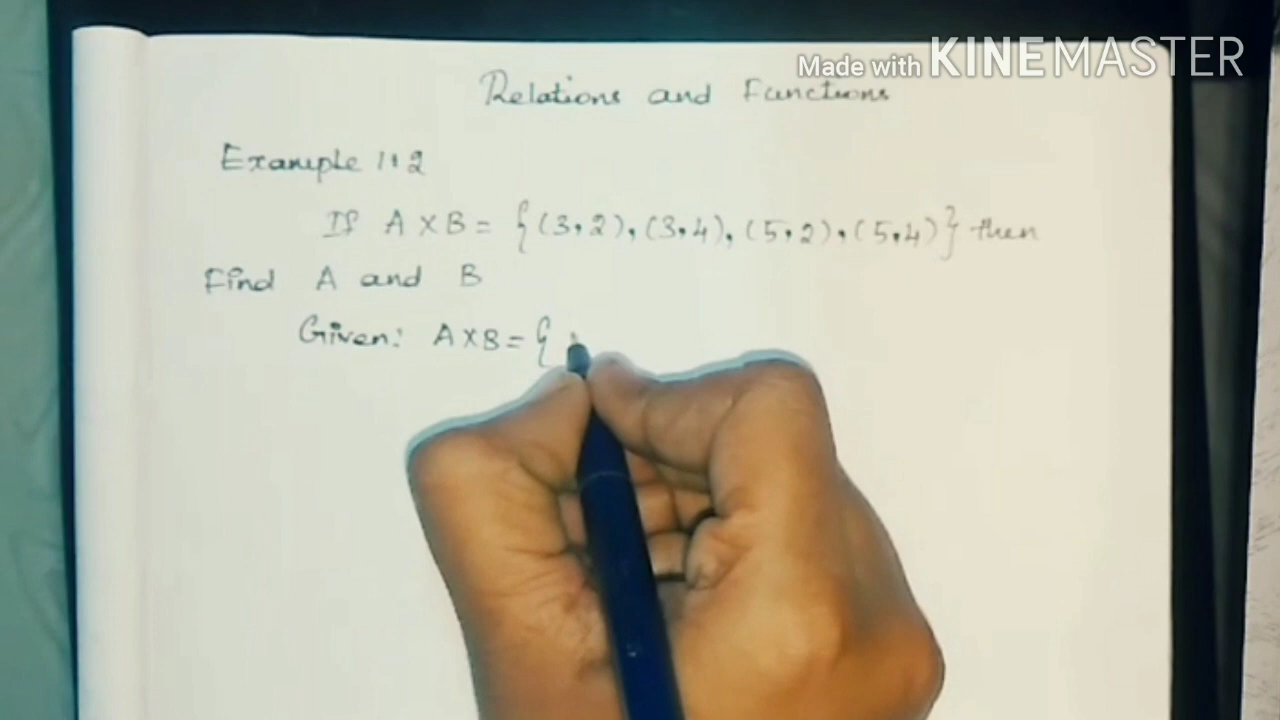 Made with KINEMASTER
Relations and Functions
Example 1.2
If A × B = {(3,2), (3,4), (5,2), (5,4)} then
Find A and B
Given: A×B = {